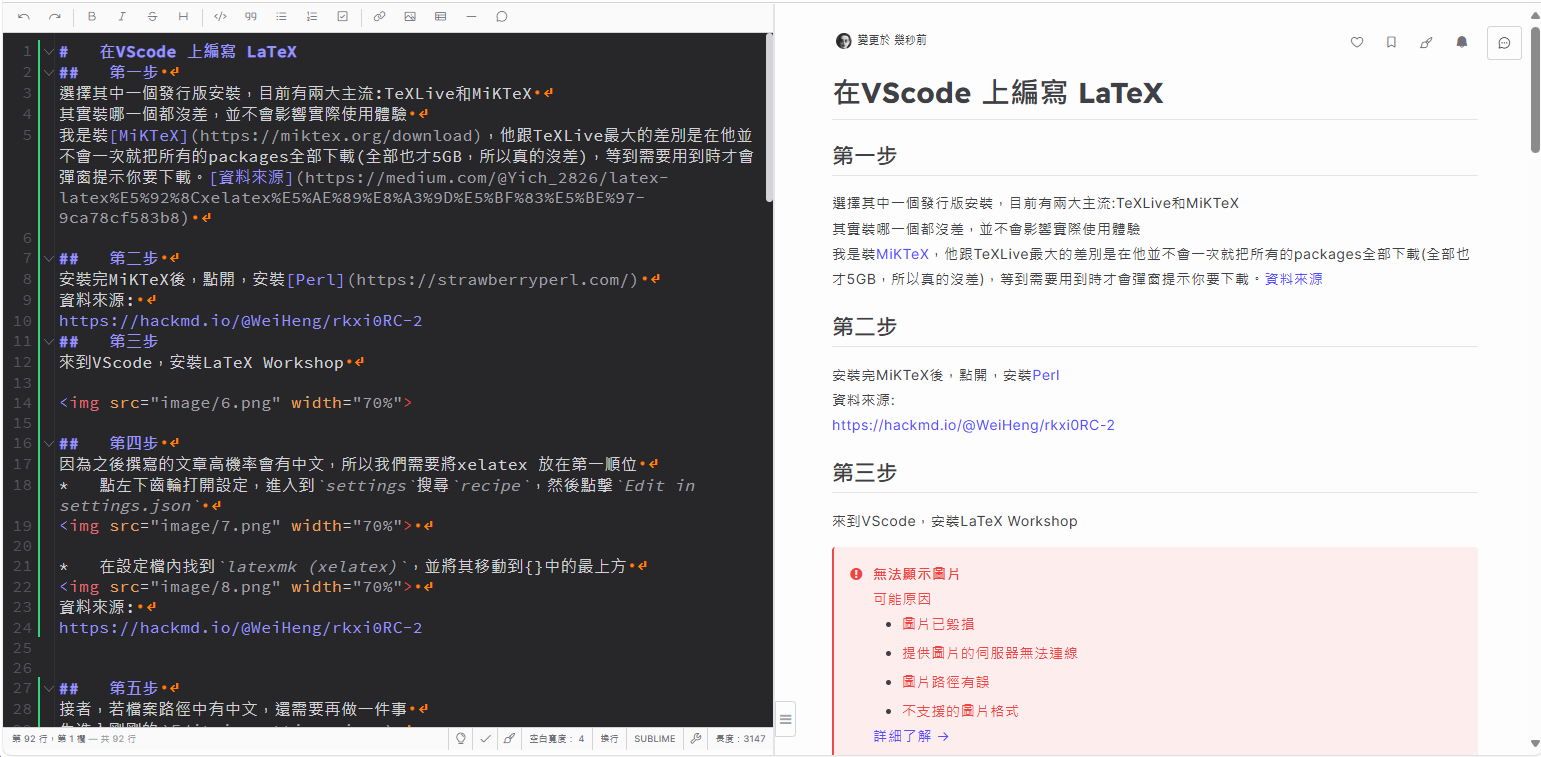 # 在VScode 上編寫 LaTeX
## 第一步
選擇其中一個發行版安裝，目前有兩大主流:TeXLive和MiKTeX
其實裝哪一個都沒差，並不會影響實際使用體驗
我是裝[MiKTeX](https://miktex.org/download)，他跟TeXLive最大的差別是在他並
不會一次就把所有的packages全部下載(全部也才5GB，所以真的沒差)，等到需要用到時才會
彈窗提示你要下載。[資料來源](https://medium.com/@Yich_2826/latex-
latex%E5%92%8Cxelatex%E5%AE%89%E8%A3%9D%E5%BF%83%E5%BE%97-
9ca78cf583b8)
## 第二步
安裝完MiKTeX後，點開，安裝[Perl](https://strawberryperl.com/)
資料來源:
https://hackmd.io/@WeiHeng/rkxi0RC-2
## 第三步
來到VScode，安裝LaTeX Workshop
<img src="image/6.png" width="70%">
## 第四步
因為之後撰寫的文章高機率會有中文，所以我們需要將xelatex 放在第一順位
* 點左下齒輪打開設定，進入到`settings`搜尋`recipe`，然後點擊`Edit in
settings.json`
<img src="image/7.png" width="70%">
* 在設定檔內找到`latexmk (xelatex)`，並將其移動到{}中的最上方
<img src="image/8.png" width="70%">
資料來源:
https://hackmd.io/@WeiHeng/rkxi0RC-2
## 第五步
接者，若檔案路徑中有中文，還需要再做一件事
第 92 行，第 1 欄 — 共 92 行
空白寬度: 4
換行
SUBLIME
長度: 3147
變更於 幾秒前
在VScode 上編寫 LaTeX
第一步
選擇其中一個發行版安裝，目前有兩大主流:TeXLive和MiKTeX
其實裝哪一個都沒差，並不會影響實際使用體驗
我是裝MiKTeX，他跟TeXLive最大的差別是在他並不會一次就把所有的packages全部下載(全部也
才5GB，所以真的沒差)，等到需要用到時才會彈窗提示你要下載。資料來源
第二步
安裝完MiKTeX後，點開，安裝Perl
資料來源:
https://hackmd.io/@WeiHeng/rkxi0RC-2
第三步
來到VScode，安裝LaTeX Workshop
無法顯示圖片
可能原因
圖片已毀損
提供圖片的伺服器無法連線
圖片路徑有誤
不支援的圖片格式
詳細了解 →